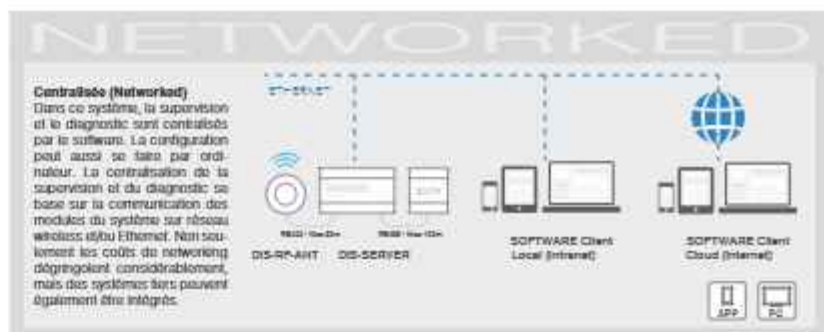 NETWORKED
Centralisée (Networked)
Dans ce système, la supervision
et le diagnostic sont centralisés
par le software. La configuration
peut aussi se faire par ordi-
nateur. La centralisation de la
supervision et du diagnostic se
base sur la communication des
modules du système sur réseau
wireless et/ou Ethernet. Non seu-
lement les coûts de networking
dégringolent considérablement,
mais des systèmes tiers peuvent
également être intégrés.
ETHERNET
DIS-RF-ANT
DIS-SERVER
SOFTWARE Client
Local (Intranet)
SOFTWARE Client
Cloud (Internet)
APP
PC